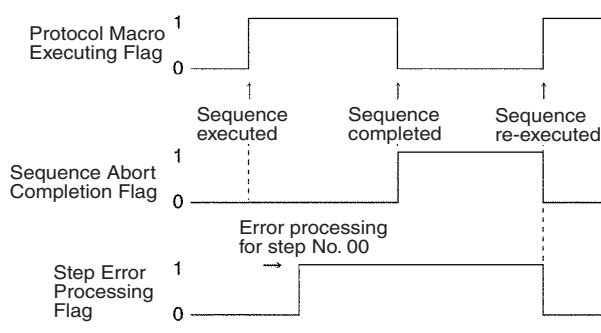 Protocol Macro
Executing Flag
1
0
Sequence
executed
Sequence
completed
Sequence
re-executed
Sequence Abort
Completion Flag
1
0
Error processing
for step No. 00
Step Error
Processing
Flag
1
0